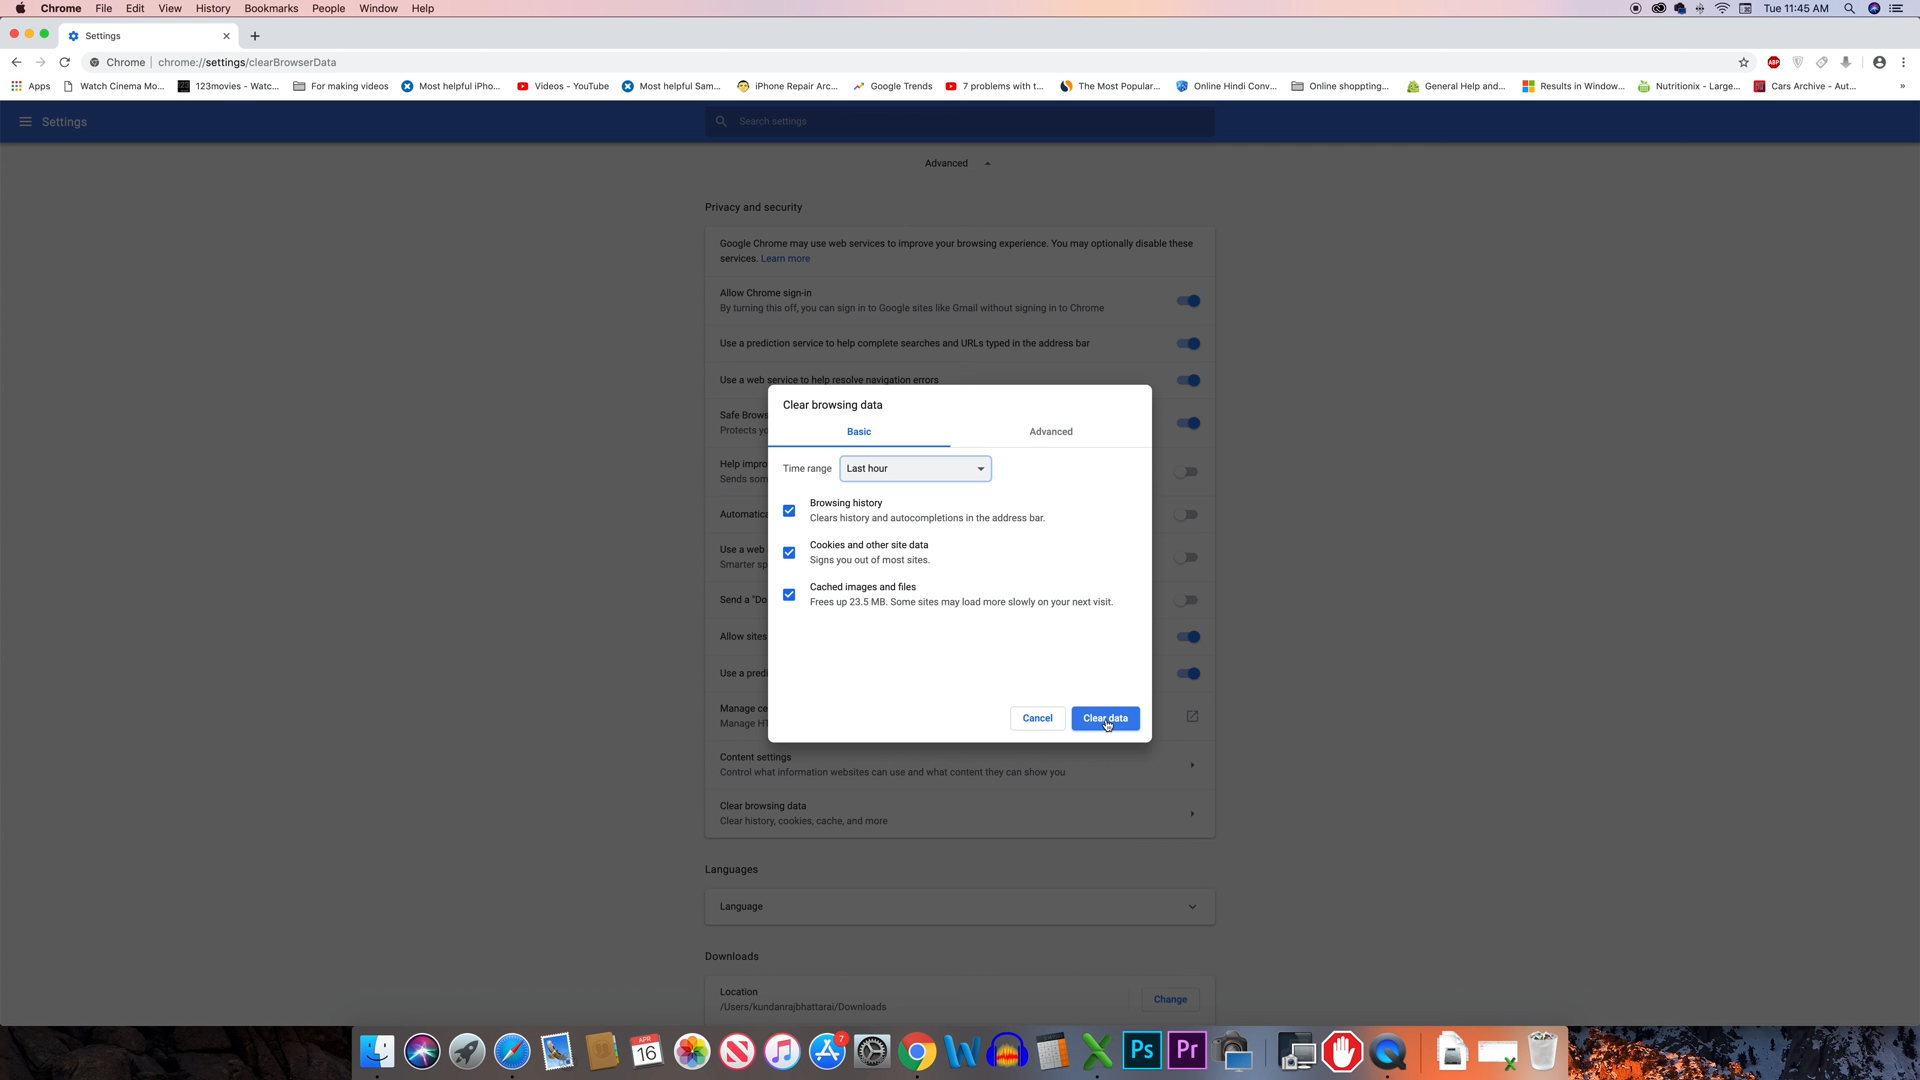 Chrome File Edit View History Bookmarks People Window Help Tue 11:45 AM
Settings
Chrome | chrome://settings/clearBrowserData ABP
Apps Watch Cinema Mo... 123movies - Watc... For making videos Most helpful iPho... Videos - YouTube Most helpful Sam... iPhone Repair Arc... Google Trends 7 problems with t... The Most Popular... Online Hindi Conv... Online shoppting... General Help and... Results in Window... Nutritionix - Large... Cars Archive - Aut... »
Settings Search settings
Advanced
Privacy and security
Google Chrome may use web services to improve your browsing experience. You may optionally disable these
services. Learn more
Allow Chrome sign-in
By turning this off, you can sign in to Google sites like Gmail without signing in to Chrome
Use a prediction service to help complete searches and URLs typed in the address bar
Use a web service to help resolve navigation errors
Safe Brows
Protects yo
Help impro
Sends som
Automatica
Use a web
Smarter sp
Send a "Do
Allow sites
Use a predi
Manage ce
Manage HT
Clear browsing data
Basic Advanced
Time range Last hour
Browsing history
Clears history and autocompletions in the address bar.
Cookies and other site data
Signs you out of most sites.
Cached images and files
Frees up 23.5 MB. Some sites may load more slowly on your next visit.
Cancel Clear data
Content settings
Control what information websites can use and what content they can show you
Clear browsing data
Clear history, cookies, cache, and more
Languages
Language
Downloads
Location
/Users/kundanrajbhattarai/Downloads
Change
APR
16
7
Ps
Pr